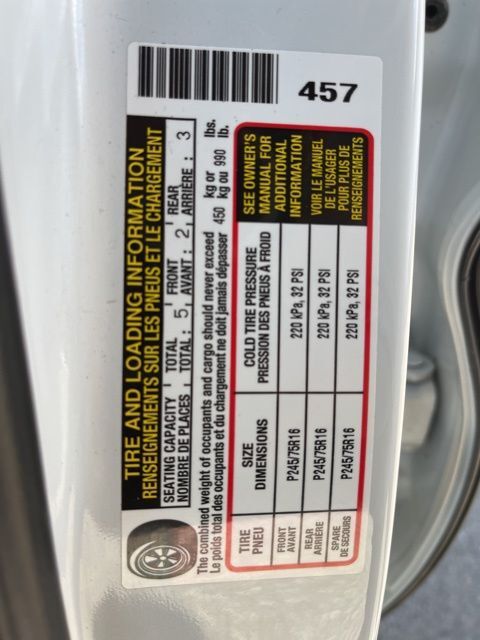 457
TIRE AND LOADING INFORMATION
RENSEIGNEMENTS SUR LES PNEUS ET LE CHARGEMENT
SEATING CAPACITY TOTAL FRONT REAR
NOMBRE DE PLACES TOTAL : 5 AVANT : 2 ARRIÈRE : 3
The combined weight of occupants and cargo should never exceed 450 kg or 990 lbs.
Le poids total des occupants et du chargement ne doit jamais dépasser 450 kg ou 990 lb.
TIRE PNEU SIZE DIMENSIONS COLD TIRE PRESSURE PRESSION DES PNEUS À FROID
FRONT AVANT P245/75R16 220 kPa, 32 PSI
REAR ARRIÈRE P245/75R16 220 kPa, 32 PSI
SPARE DE SECOURS P245/75R16 220 kPa, 32 PSI
SEE OWNER'S
MANUAL FOR
ADDITIONAL
INFORMATION
VOIR LE MANUEL
DE L'USAGER
POUR PLUS DE
RENSEIGNEMENTS